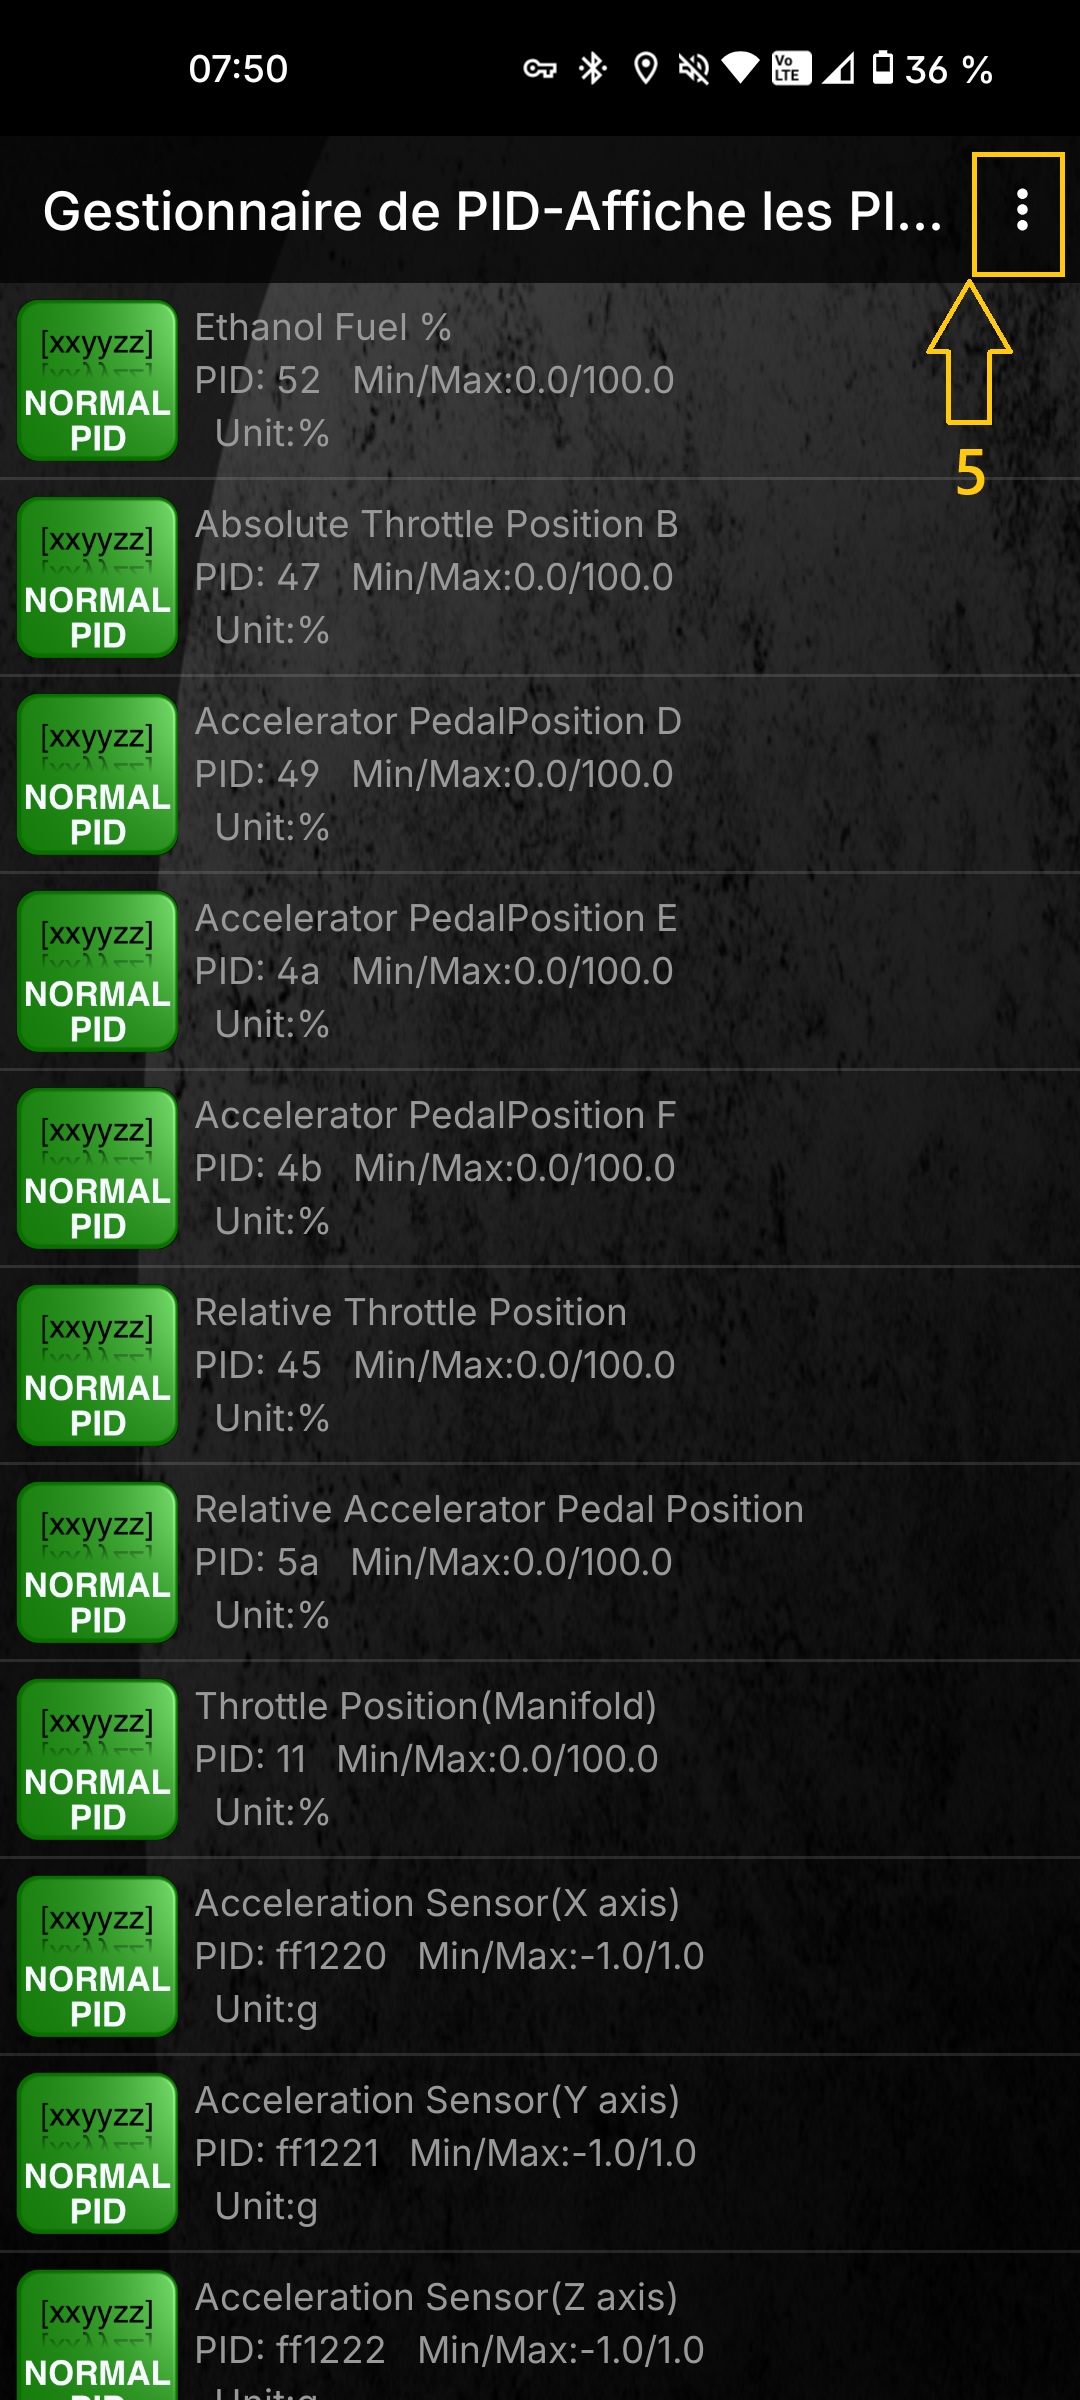 07:50 Vo LTE 36 %
Gestionnaire de PID-Affiche les PI...
5
[xxyyzz]
NORMAL
PID
Ethanol Fuel %
PID: 52 Min/Max:0.0/100.0
Unit:%
[xxyyzz]
NORMAL
PID
Absolute Throttle Position B
PID: 47 Min/Max:0.0/100.0
Unit:%
[xxyyzz]
NORMAL
PID
Accelerator PedalPosition D
PID: 49 Min/Max:0.0/100.0
Unit:%
[xxyyzz]
NORMAL
PID
Accelerator PedalPosition E
PID: 4a Min/Max:0.0/100.0
Unit:%
[xxyyzz]
NORMAL
PID
Accelerator PedalPosition F
PID: 4b Min/Max:0.0/100.0
Unit:%
[xxyyzz]
NORMAL
PID
Relative Throttle Position
PID: 45 Min/Max:0.0/100.0
Unit:%
[xxyyzz]
NORMAL
PID
Relative Accelerator Pedal Position
PID: 5a Min/Max:0.0/100.0
Unit:%
[xxyyzz]
NORMAL
PID
Throttle Position(Manifold)
PID: 11 Min/Max:0.0/100.0
Unit:%
[xxyyzz]
NORMAL
PID
Acceleration Sensor(X axis)
PID: ff1220 Min/Max:-1.0/1.0
Unit:g
[xxyyzz]
NORMAL
PID
Acceleration Sensor(Y axis)
PID: ff1221 Min/Max:-1.0/1.0
Unit:g
[xxyyzz]
NORMAL
Acceleration Sensor(Z axis)
PID: ff1222 Min/Max:-1.0/1.0